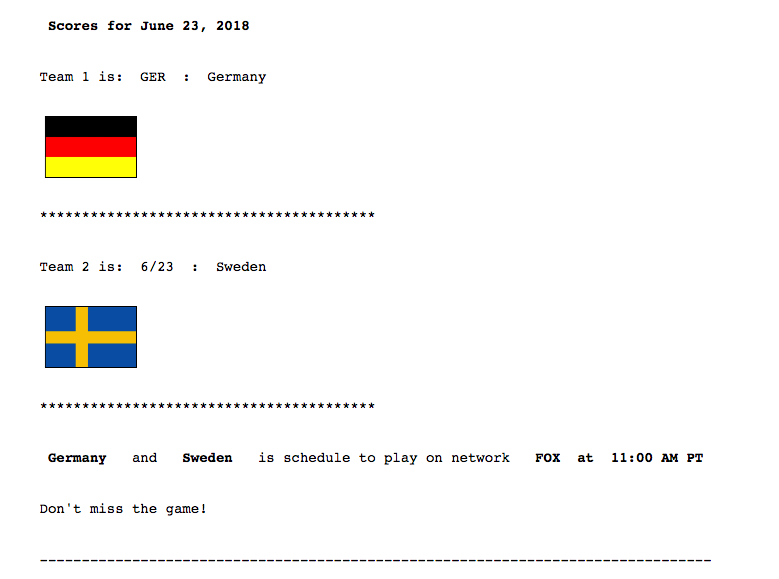 Scores for June 23, 2018
Team 1 is: GER : Germany
****************************************
Team 2 is: 6/23 : Sweden
****************************************
Germany and Sweden is schedule to play on network FOX at 11:00 AM PT
Don't miss the game!
--------------------------------------------------------------------------------